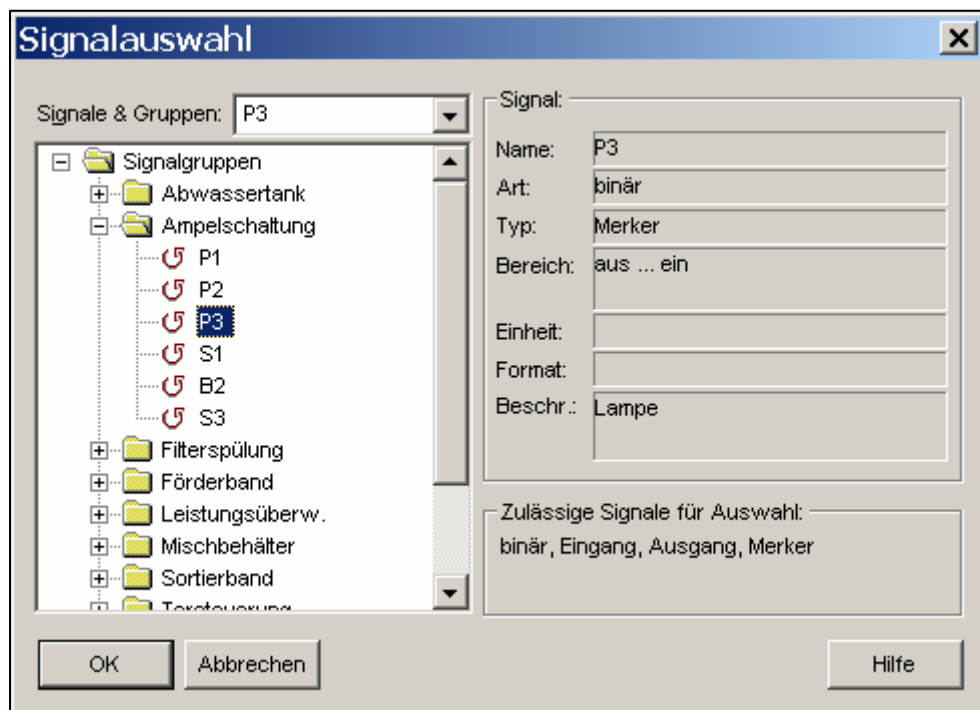 Signalauswahl
Signale & Gruppen: P3
Signalgruppen
Abwassertank
Ampelschaltung
P1
P2
P3
S1
B2
S3
Filterspülung
Förderband
Leistungsüberw.
Mischbehälter
Sortierband
Torsteuerung
Signal:
Name: P3
Art: binär
Typ: Merker
Bereich: aus ... ein
Einheit:
Format:
Beschr.: Lampe
Zulässige Signale für Auswahl:
binär, Eingang, Ausgang, Merker
OK
Abbrechen
Hilfe